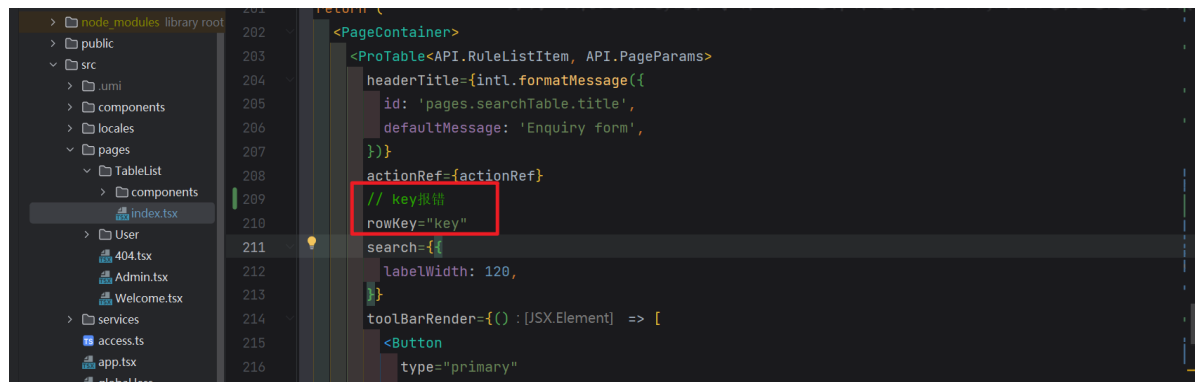 node_modules library root
public
src
.umi
components
locales
pages
TableList
components
index.tsx
User
404.tsx
Admin.tsx
Welcome.tsx
services
TS access.ts
app.tsx
201 return (
202 <PageContainer>
203 <ProTable<API.RuleListItem, API.PageParams>
204 headerTitle={intl.formatMessage({
205 id: 'pages.searchTable.title',
206 defaultMessage: 'Enquiry form',
207 })}
208 actionRef={actionRef}
209 // key报错
210 rowKey="key"
211 search={{
212 labelWidth: 120,
213 }}
214 toolBarRender={() : [JSX.Element] => [
215 <Button
216 type="primary"